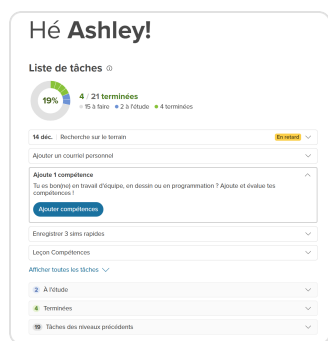 Hé Ashley!
Liste de tâches
19%
4 / 21 terminées
15 à faire 2 à l'étude 4 terminées
14 déc. Recherche sur le terrain En retard
Ajouter un courriel personnel
Ajoute 1 compétence
Tu es bon(ne) en travail d'équipe, en dessin ou en programmation ? Ajoute et évalue tes
compétences !
Ajouter compétences
Enregistrer 3 sims rapides
Leçon Compétences
Afficher toutes les tâches
2 À l'étude
4 Terminées
19 Tâches des niveaux précédents